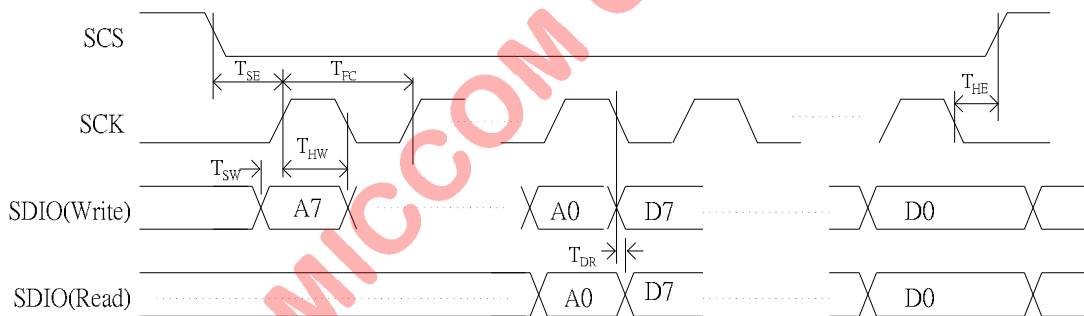 SCS
TSE
TFC
THE
SCK
THW
TSW
SDIO(Write)
A7
A0
D7
D0
TDR
SDIO(Read)
A0
D7
D0
AMICCOM C